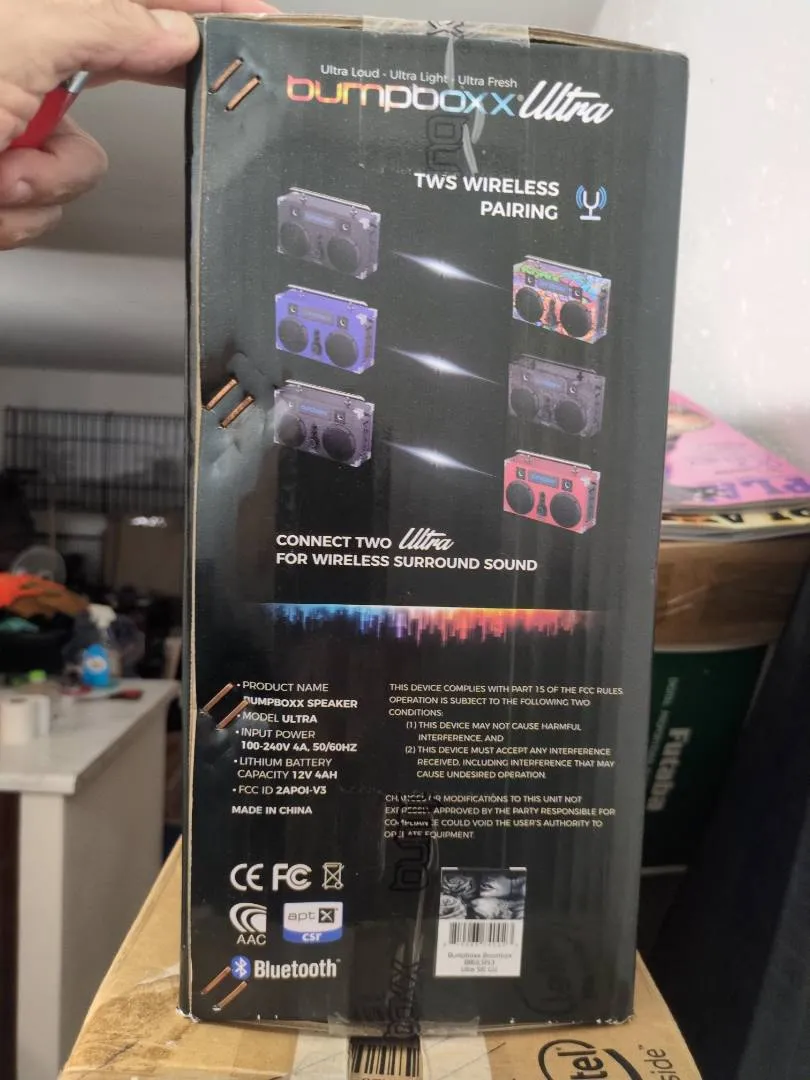 Ultra Loud - Ultra Light - Ultra Fresh
bumpboxx® Ultra
TWS WIRELESS
PAIRING
CONNECT TWO Ultra
FOR WIRELESS SURROUND SOUND
• PRODUCT NAME
BUMPBOXX SPEAKER
• MODEL ULTRA
• INPUT POWER
100-240V 4A, 50/60HZ
• LITHIUM BATTERY
CAPACITY 12V 4AH
• FCC ID 2APOI-V3
MADE IN CHINA
THIS DEVICE COMPLIES WITH PART 15 OF THE FCC RULES.
OPERATION IS SUBJECT TO THE FOLLOWING TWO
CONDITIONS:
(1) THIS DEVICE MAY NOT CAUSE HARMFUL
INTERFERENCE, AND
(2) THIS DEVICE MUST ACCEPT ANY INTERFERENCE
RECEIVED, INCLUDING INTERFERENCE THAT MAY
CAUSE UNDESIRED OPERATION.
CHANGES OR MODIFICATIONS TO THIS UNIT NOT
EXPRESSLY APPROVED BY THE PARTY RESPONSIBLE FOR
COMPLIANCE COULD VOID THE USER'S AUTHORITY TO
OPERATE EQUIPMENT.
CE FC
AAC
aptX
CSr
Bluetooth®
Bumpboxx Boombox
Futaba